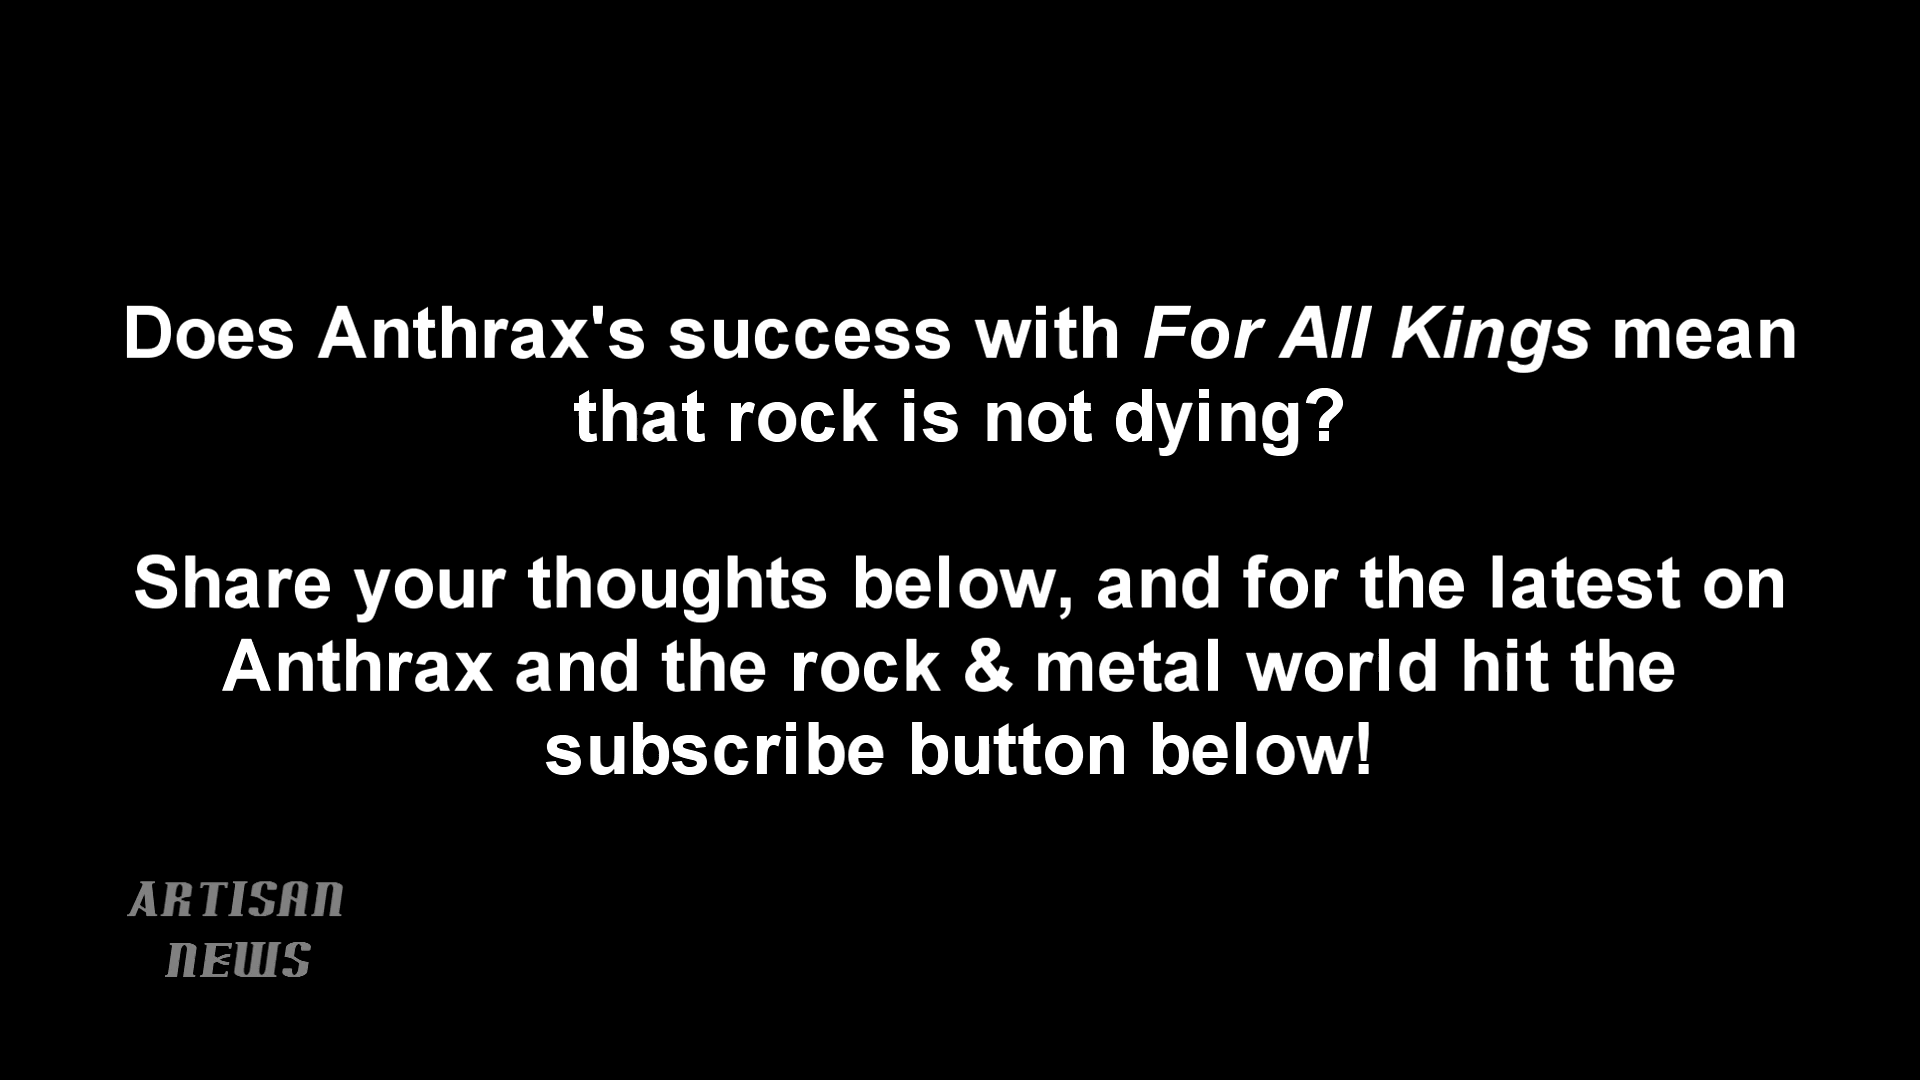 Does Anthrax's success with For All Kings mean
that rock is not dying?
Share your thoughts below, and for the latest on
Anthrax and the rock & metal world hit the
subscribe button below!
ARTISAN
NEWS